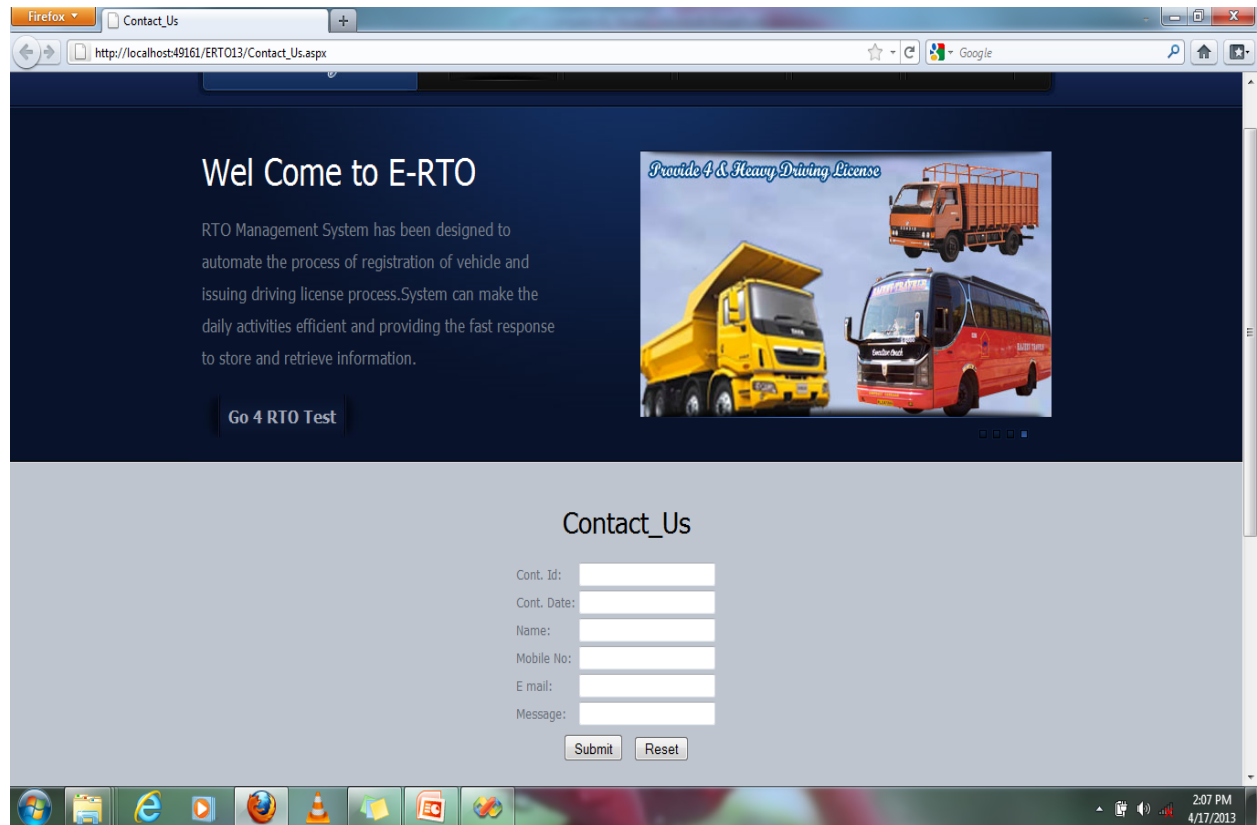 Firefox
Contact_Us
http://localhost:49161/ERTO13/Contact_Us.aspx
Google
Wel Come to E-RTO
RTO Management System has been designed to
automate the process of registration of vehicle and
issuing driving license process.System can make the
daily activities efficient and providing the fast response
to store and retrieve information.
Go 4 RTO Test
Provide 4 & Heavy Driving License
Contact_Us
Cont. Id:
Cont. Date:
Name:
Mobile No:
E mail:
Message:
Submit Reset
2:07 PM
4/17/2013